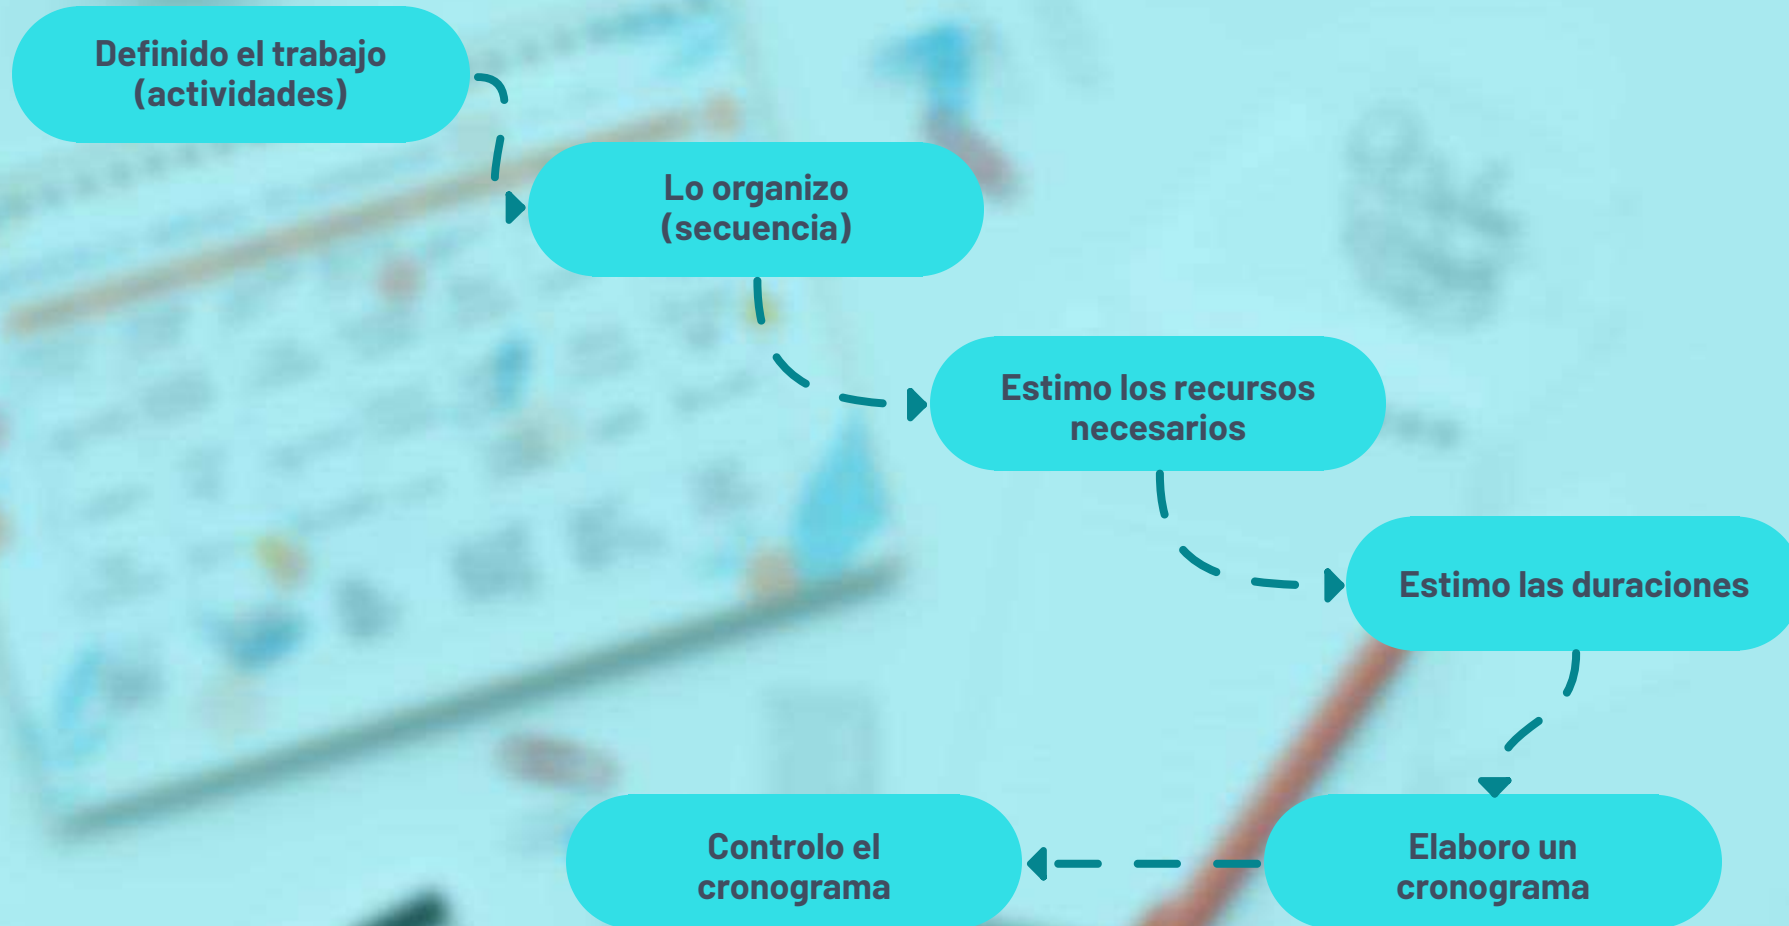 Definido el trabajo
(actividades)
Lo organizo
(secuencia)
Estimo los recursos
necesarios
Estimo las duraciones
Elaboro un
cronograma
Controlo el
cronograma